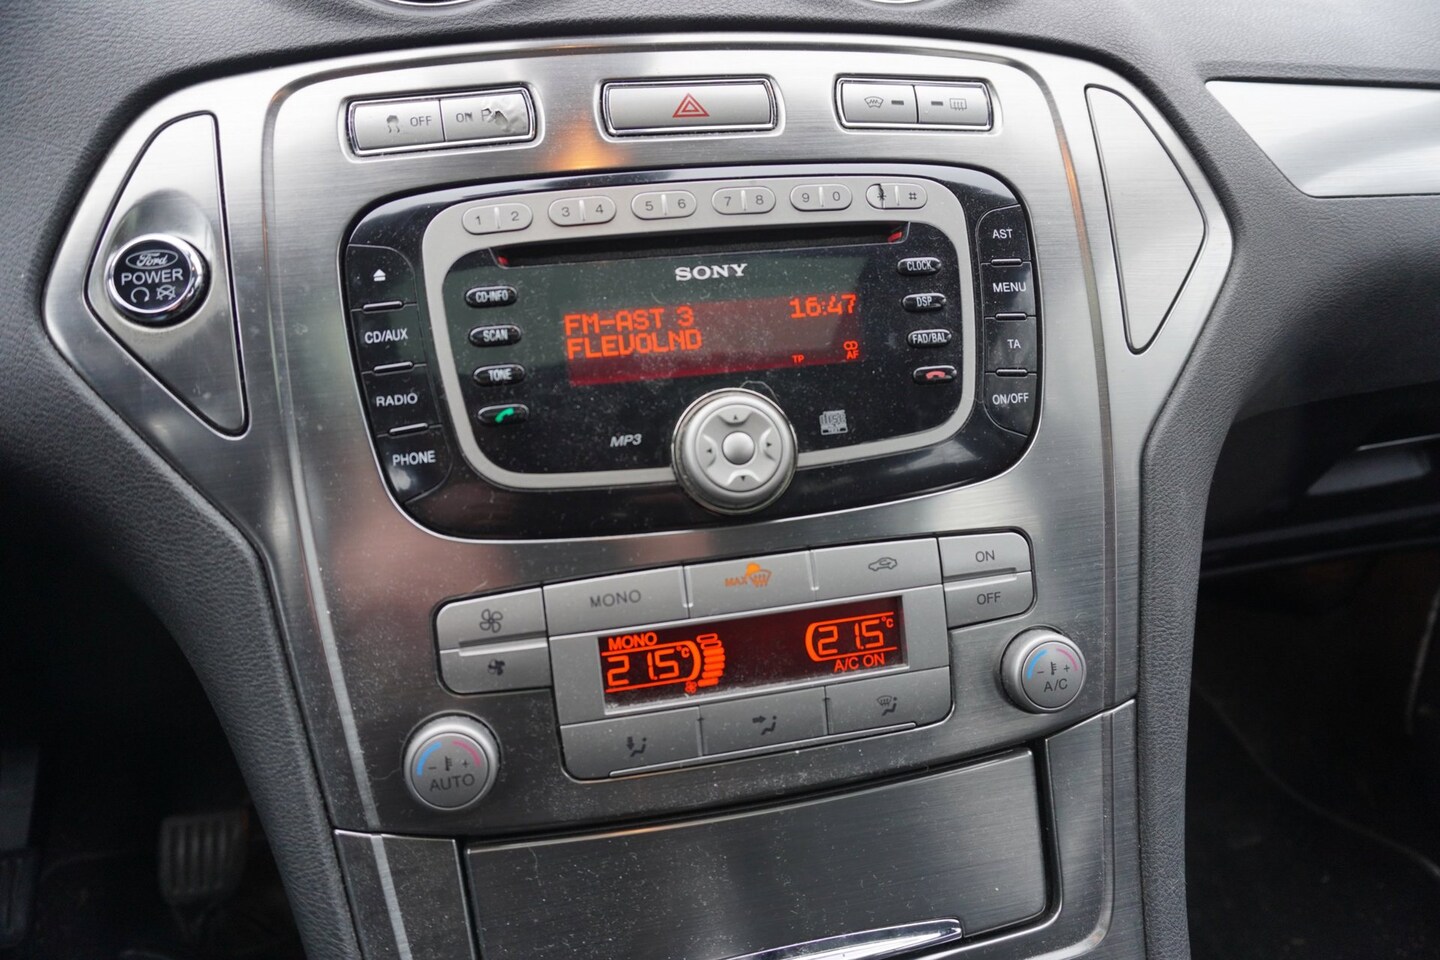 OFF
ON
Ford
POWER
1 2 3 4 5 6 7 8 9 0 * #
SONY
CD-INFO
SCAN
TONE
CD/AUX
RADIO
PHONE
FM-AST 3 16:47
FLEVOLND
TP
CD
AF
MP3
CLOCK
DSP
FAD/BAL
AST
MENU
TA
ON/OFF
MONO
MAX
ON
OFF
MONO
21.5°C
21.5°C
A/C ON
- +
AUTO
- +
A/C